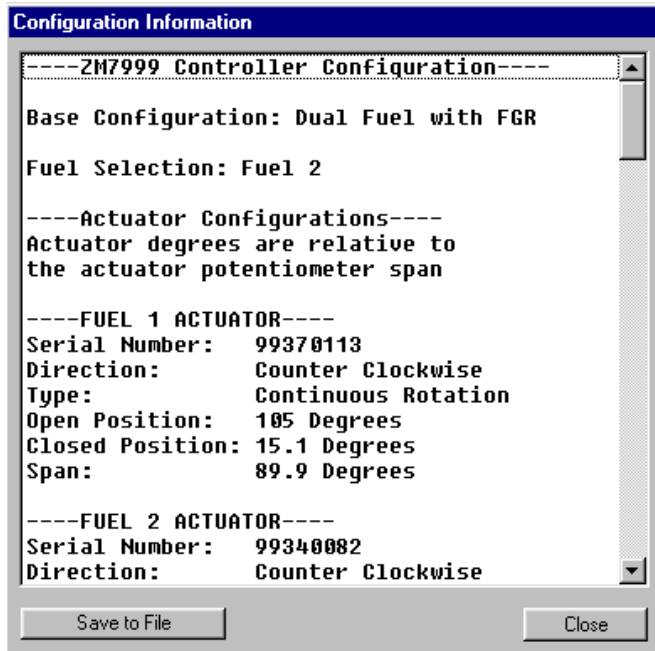 Configuration Information
----ZM7999 Controller Configuration----
Base Configuration: Dual Fuel with FGR
Fuel Selection: Fuel 2
----Actuator Configurations----
Actuator degrees are relative to
the actuator potentiometer span
----FUEL 1 ACTUATOR----
Serial Number: 99370113
Direction: Counter Clockwise
Type: Continuous Rotation
Open Position: 105 Degrees
Closed Position: 15.1 Degrees
Span: 89.9 Degrees
----FUEL 2 ACTUATOR----
Serial Number: 99340082
Direction: Counter Clockwise
Save to File
Close